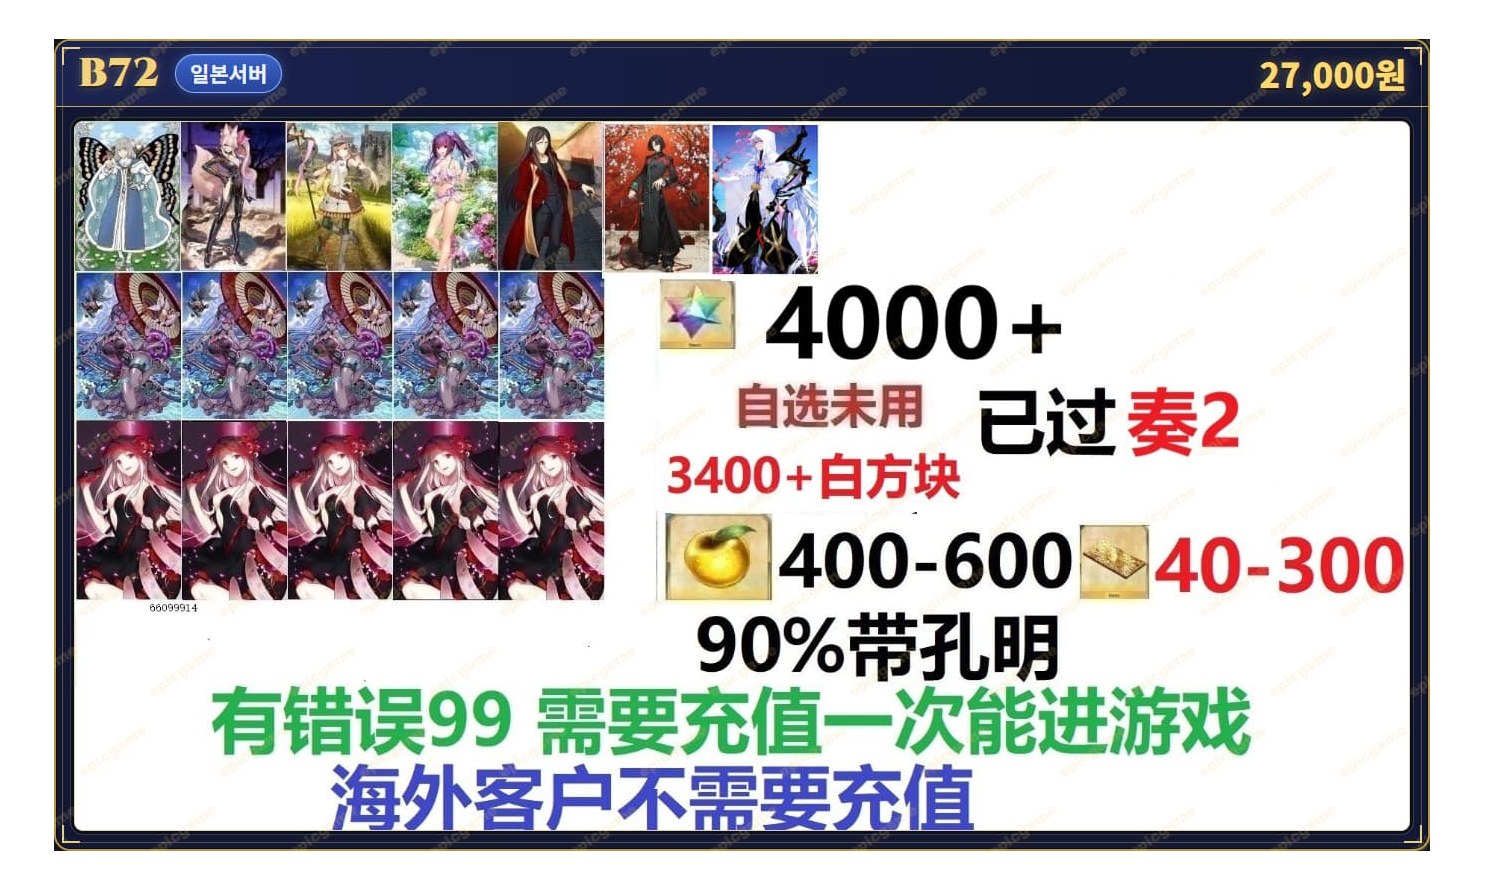 B72 일본서버 27,000원
4000+
自选未用
已过奏2
3400+白方块
400-600 40-300
90%带孔明
66099914
有错误99 需要充值一次能进游戏
海外客户不需要充值
epicgame